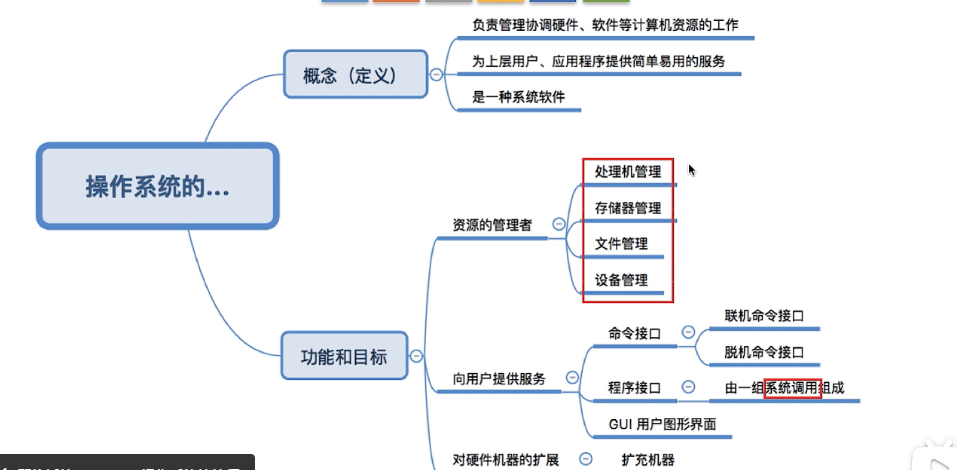 负责管理协调硬件、软件等计算机资源的工作
概念（定义）
为上层用户、应用程序提供简单易用的服务
是一种系统软件
操作系统的...
处理机管理
存储器管理
资源的管理者
文件管理
设备管理
功能和目标
联机命令接口
命令接口
脱机命令接口
向用户提供服务
程序接口
由一组系统调用组成
GUI 用户图形界面
对硬件机器的扩展
扩充机器